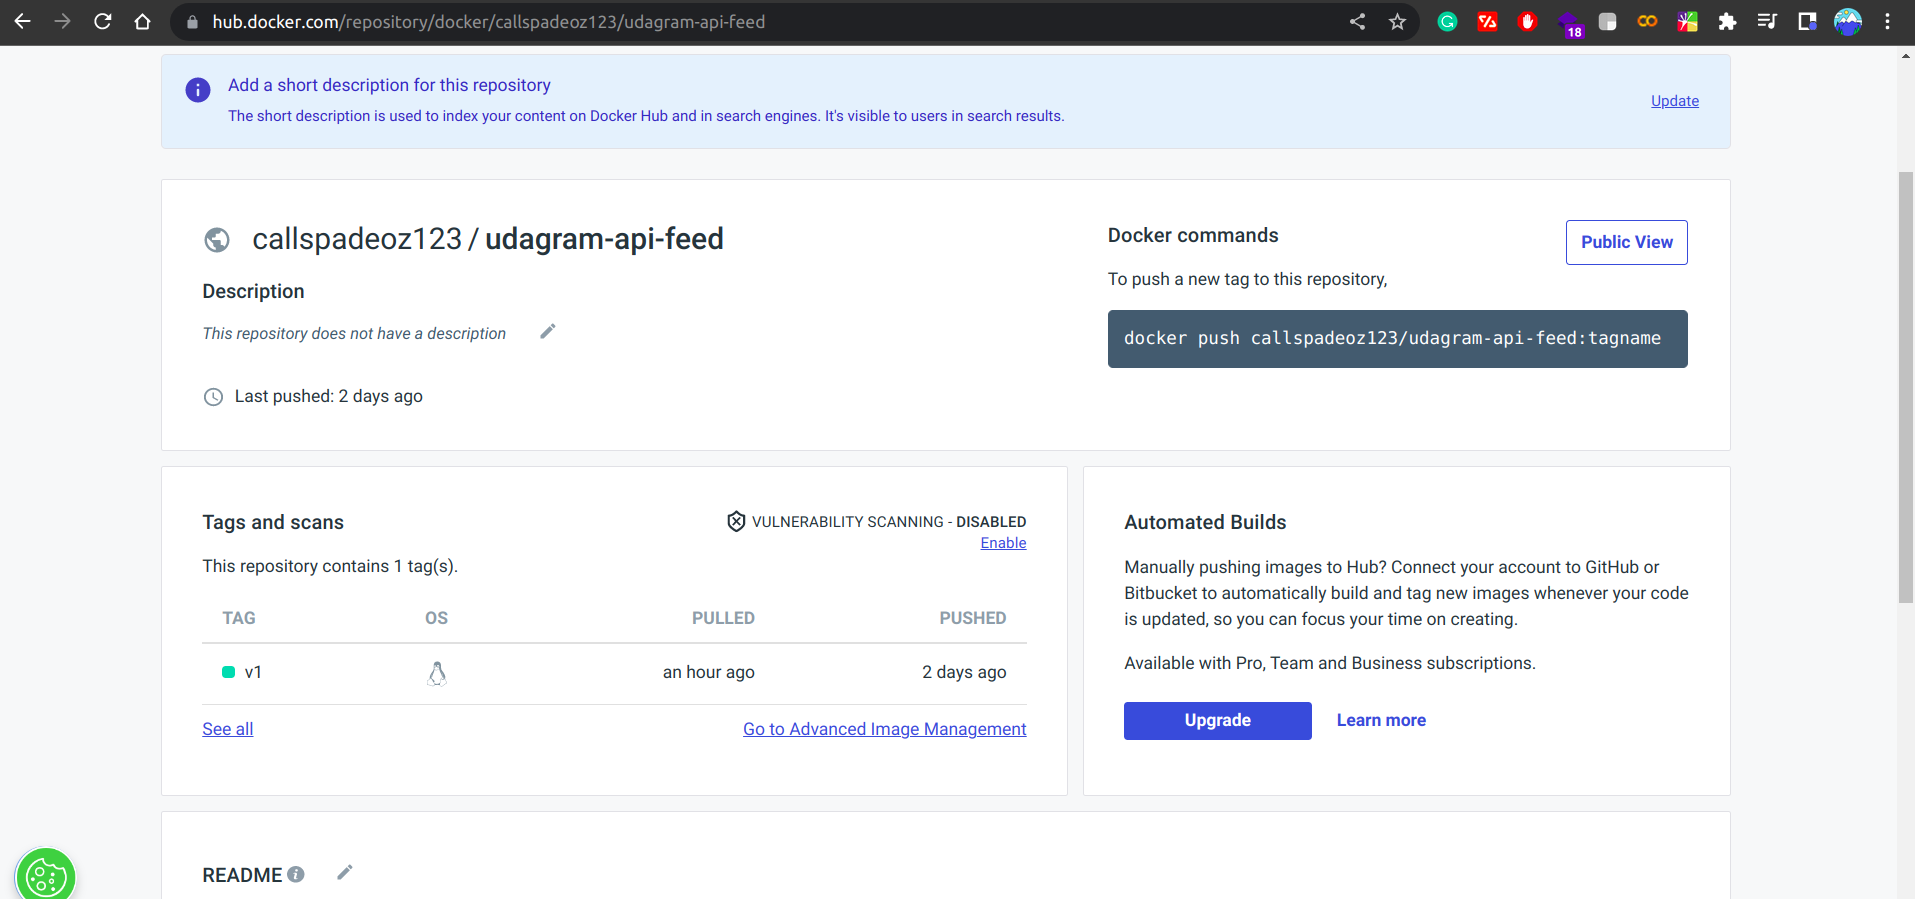 hub.docker.com/repository/docker/callspadeoz123/udagram-api-feed
18
Add a short description for this repository
The short description is used to index your content on Docker Hub and in search engines. It's visible to users in search results.
Update
callspadeoz123 / udagram-api-feed
Description
This repository does not have a description
Last pushed: 2 days ago
Docker commands
Public View
To push a new tag to this repository,
docker push callspadeoz123/udagram-api-feed:tagname
Tags and scans
VULNERABILITY SCANNING - DISABLED
Enable
This repository contains 1 tag(s).
TAG OS PULLED PUSHED
v1 an hour ago 2 days ago
See all
Go to Advanced Image Management
Automated Builds
Manually pushing images to Hub? Connect your account to GitHub or
Bitbucket to automatically build and tag new images whenever your code
is updated, so you can focus your time on creating.
Available with Pro, Team and Business subscriptions.
Upgrade
Learn more
README